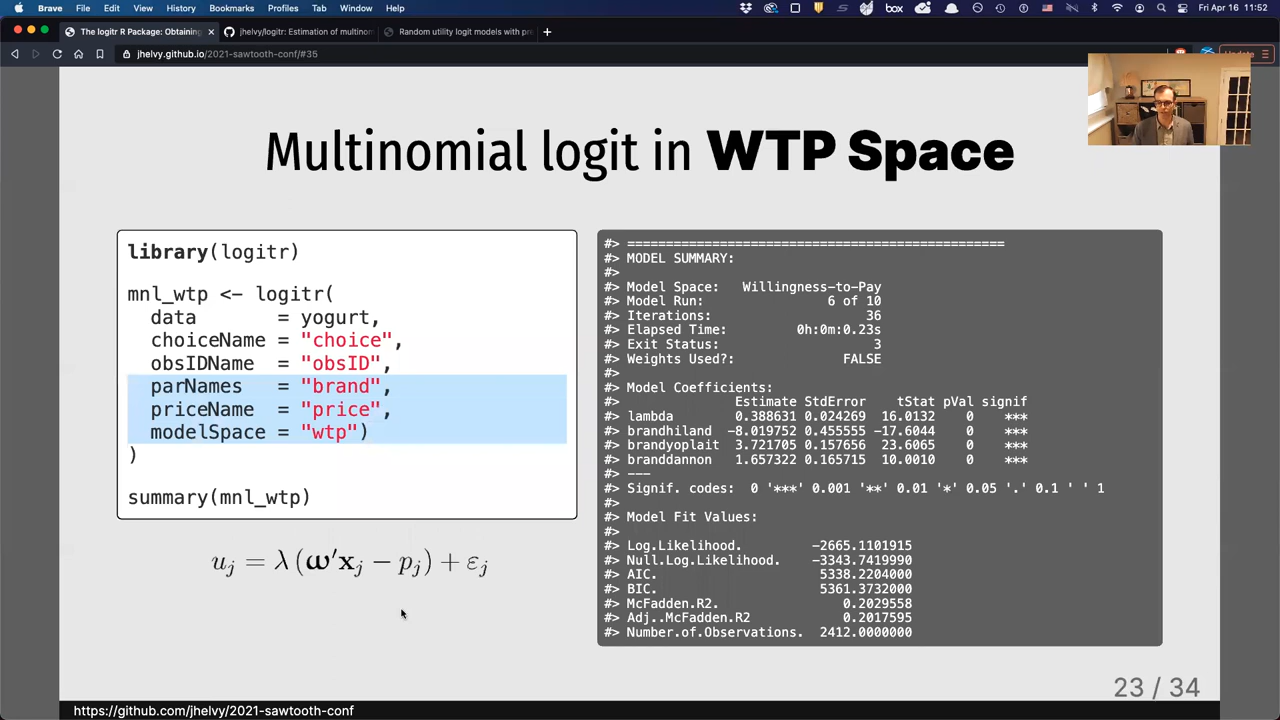 Brave File Edit View History Bookmarks Profiles Tab Window Help
box
Fri Apr 16 11:52
The logitr R Package: Obtaining
jhelvy/logitr: Estimation of multinom
Random utility logit models with pre
jhelvy.github.io/2021-sawtooth-conf/#35
Update
Multinomial logit in WTP Space
library(logitr)
mnl_wtp <- logitr(
data = yogurt,
choiceName = "choice",
obsIDName = "obsID",
parNames = "brand",
priceName = "price",
modelSpace = "wtp")
)
summary(mnl_wtp)
u_j = λ (ω′x_j − p_j) + ε_j
#> =================================================
#> MODEL SUMMARY:
#>
#> Model Space: Willingness-to-Pay
#> Model Run: 6 of 10
#> Iterations: 36
#> Elapsed Time: 0h:0m:0.23s
#> Exit Status: 3
#> Weights Used?: FALSE
#>
#> Model Coefficients:
#> Estimate StdError tStat pVal signif
#> lambda 0.388631 0.024269 16.0132 0 ***
#> brandhiland -8.019752 0.455555 -17.6044 0 ***
#> brandyoplait 3.721705 0.157656 23.6065 0 ***
#> branddannon 1.657322 0.165715 10.0010 0 ***
#> ---
#> Signif. codes: 0 '***' 0.001 '**' 0.01 '*' 0.05 '.' 0.1 ' ' 1
#>
#> Model Fit Values:
#>
#> Log.Likelihood. -2665.1101915
#> Null.Log.Likelihood. -3343.7419990
#> AIC. 5338.2204000
#> BIC. 5361.3732000
#> McFadden.R2. 0.2029558
#> Adj..McFadden.R2 0.2017595
#> Number.of.Observations. 2412.0000000
23 / 34
https://github.com/jhelvy/2021-sawtooth-conf